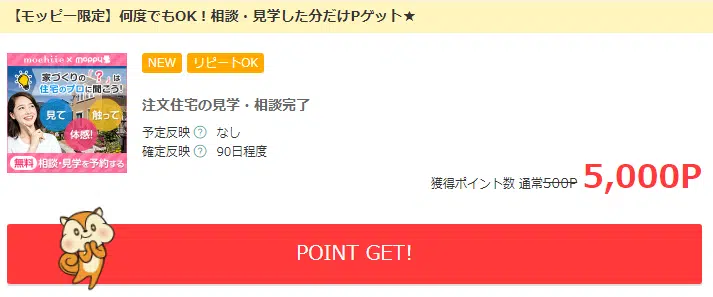 【モッピー限定】何度でもOK！相談・見学した分だけPゲット★
mochiie × moppy
家づくりの「?」は
住宅のプロに聞こう!
見て
触って
体感!
無料 相談・見学を予約する
NEW リピートOK
注文住宅の見学・相談完了
予定反映 ? なし
確定反映 ? 90日程度
獲得ポイント数 通常500P 5,000P
POINT GET!